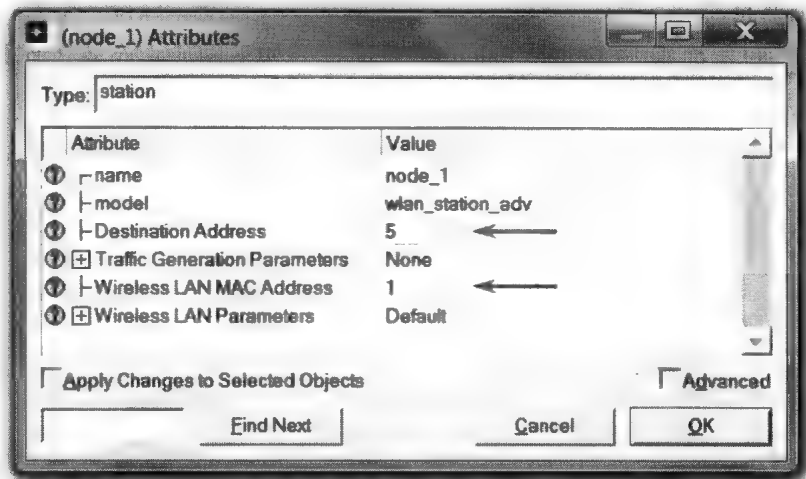 (node_1) Attributes
Type: station
Attribute Value
name node_1
model wlan_station_adv
Destination Address 5
Traffic Generation Parameters None
Wireless LAN MAC Address 1
Wireless LAN Parameters Default
Apply Changes to Selected Objects
Advanced
Find Next
Cancel
OK